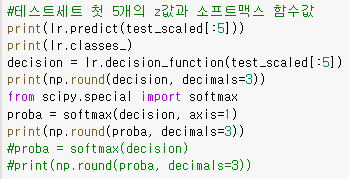 #테스트세트 첫 5개의 z값과 소프트맥스 함수값
print(lr.predict(test_scaled[:5]))
print(lr.classes_)
decision = lr.decision_function(test_scaled[:5])
print(np.round(decision, decimals=3))
from scipy.special import softmax
proba = softmax(decision, axis=1)
print(np.round(proba, decimals=3))
#proba = softmax(decision)
#print(np.round(proba, decimals=3))